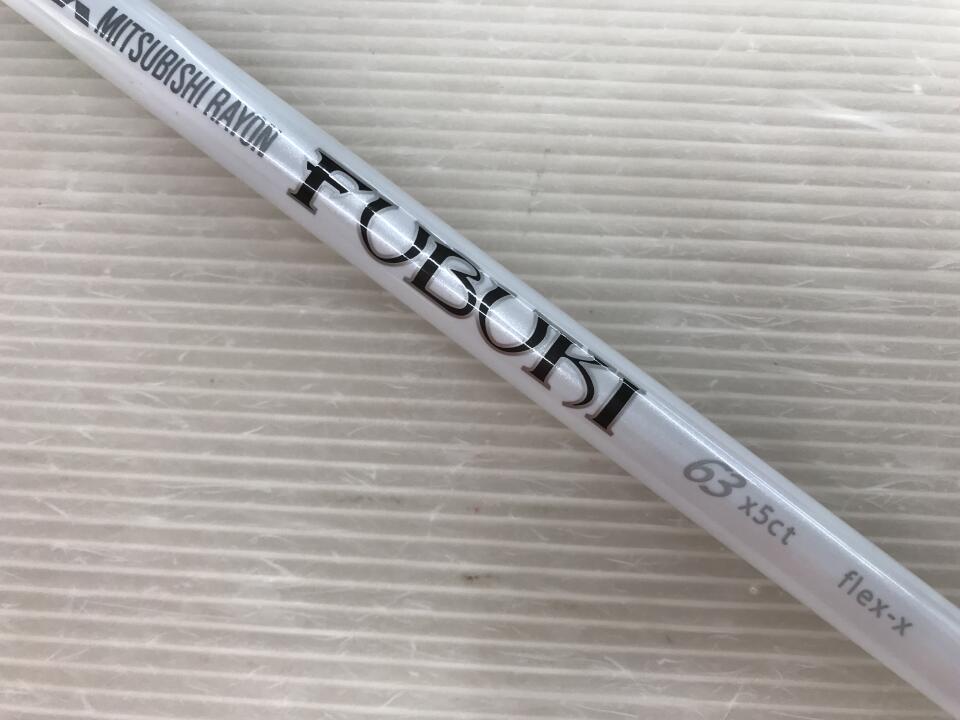 MITSUBISHI RAYON
FUBUKI
63 x5ct
flex-x